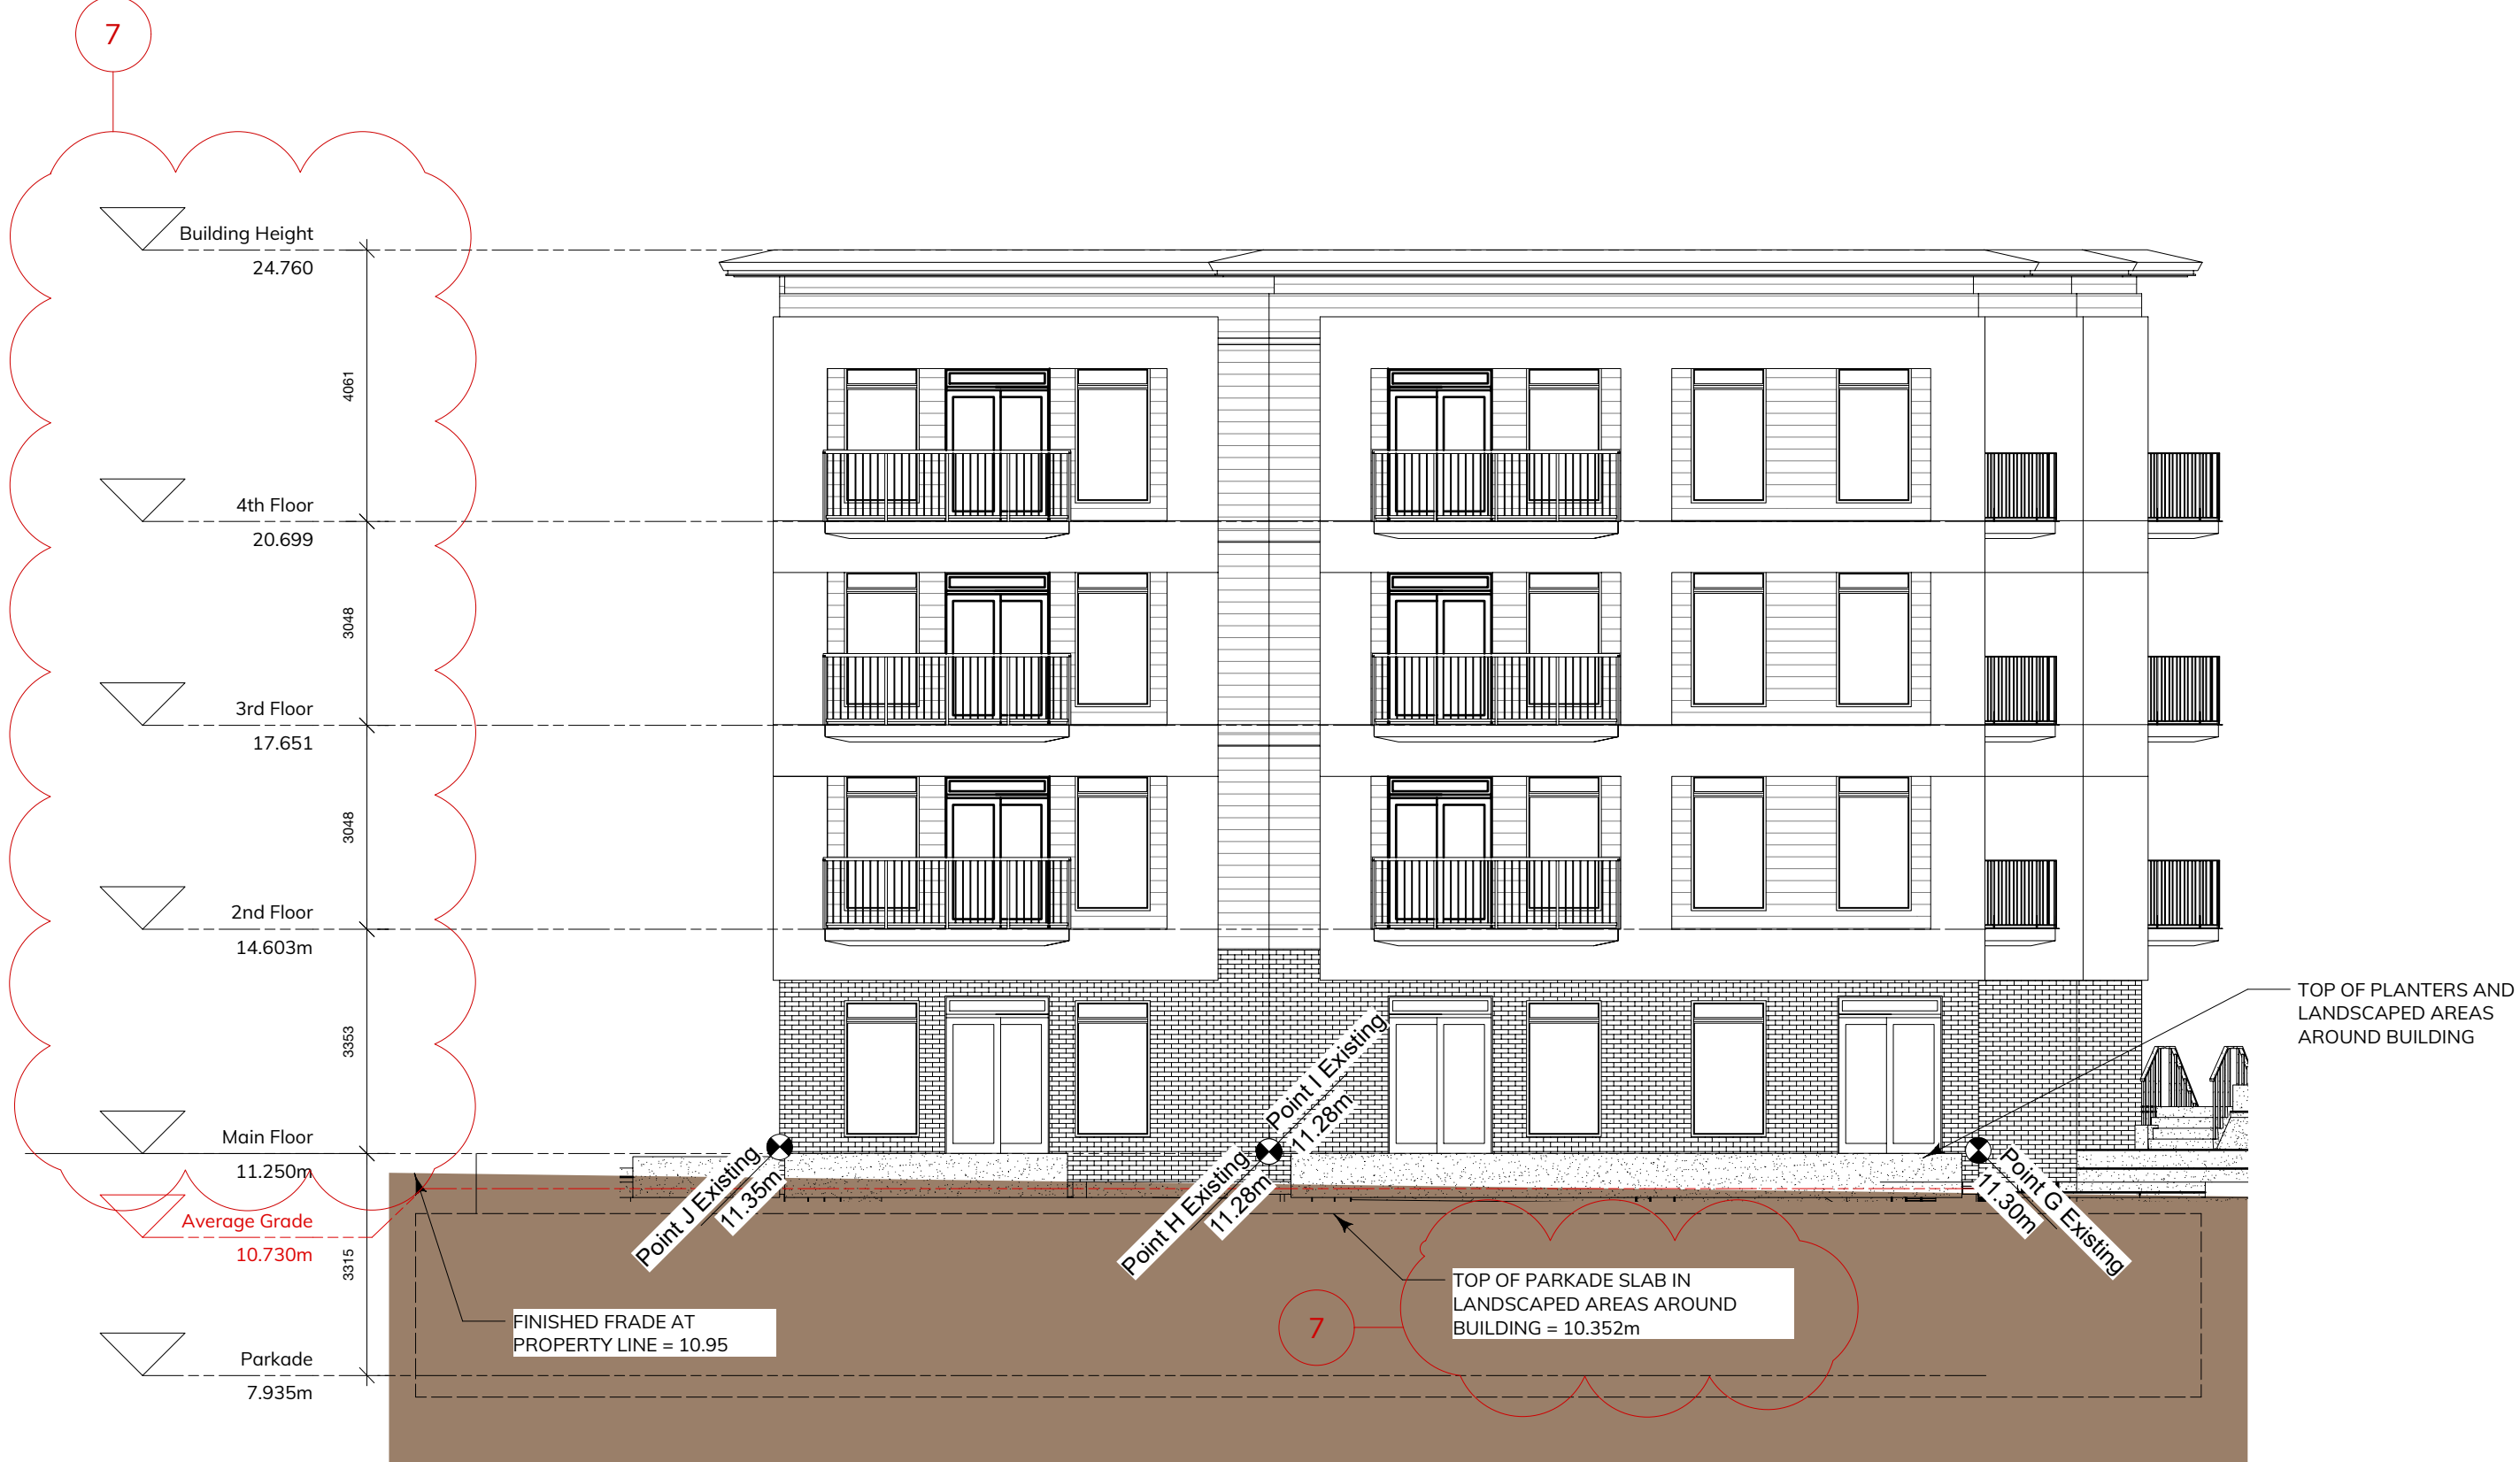 7
Building Height
24.760
4061
4th Floor
20.699
3048
3rd Floor
17.651
3048
2nd Floor
14.603m
3353
Main Floor
11.250m
Average Grade
10.730m
3315
Parkade
7.935m
Point J Existing
11.35m
Point H Existing
11.28m
Point I Existing
11.28m
Point G Existing
11.30m
TOP OF PLANTERS AND
LANDSCAPED AREAS
AROUND BUILDING
FINISHED FRADE AT
PROPERTY LINE = 10.95
7
TOP OF PARKADE SLAB IN
LANDSCAPED AREAS AROUND
BUILDING = 10.352m